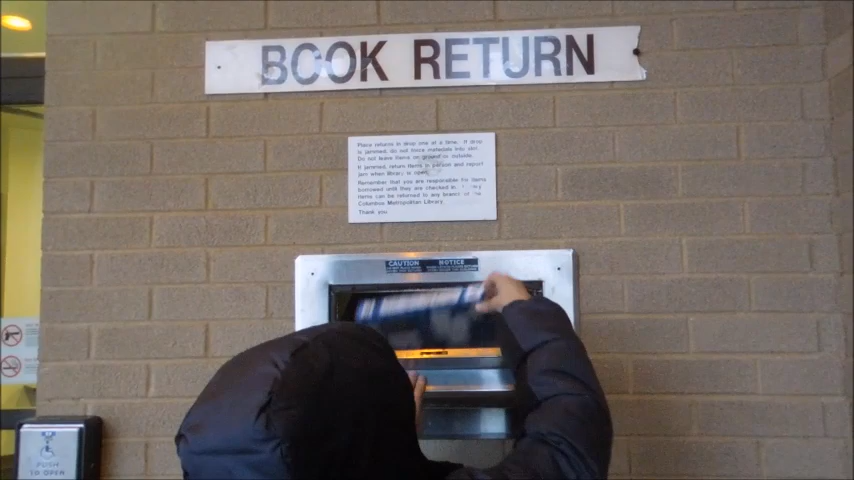 BOOK RETURN
Place returns in drop one at a time. If drop
is jammed, do not force materials into slot.
Do not leave items on ground or outside.
If jammed, return items in person and report
jam when library is open.
Remember that you are responsible for items
borrowed until they are checked in.
items can be returned to any branch of the
Columbus Metropolitan Library.
Thank you
CAUTION NOTICE
PUSH
TO OPEN